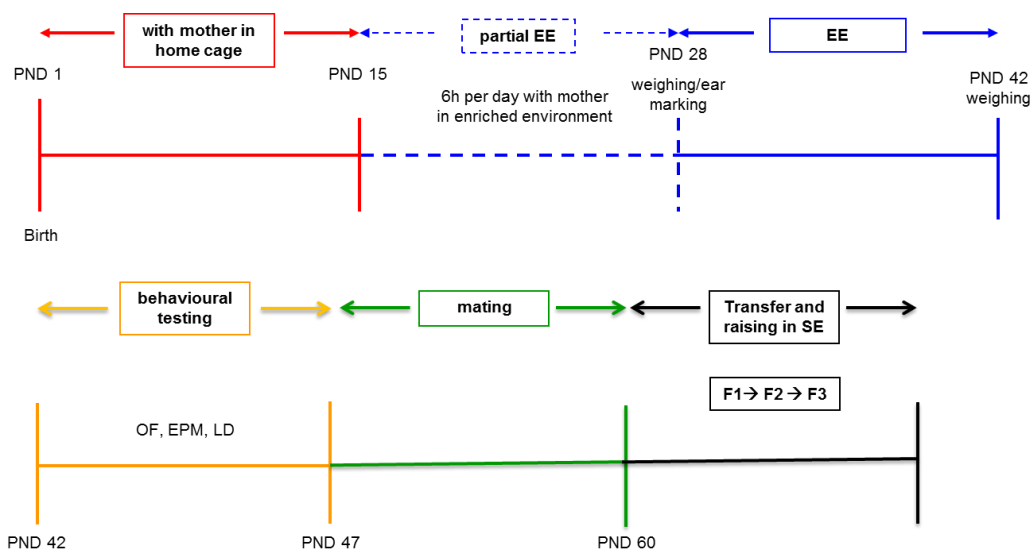 with mother in
home cage
partial EE
EE
PND 1
PND 15
PND 28
weighing/ear
marking
PND 42
weighing
6h per day with mother
in enriched environment
Birth
behavioural
testing
mating
Transfer and
raising in SE
F1→ F2 → F3
OF, EPM, LD
PND 42
PND 47
PND 60